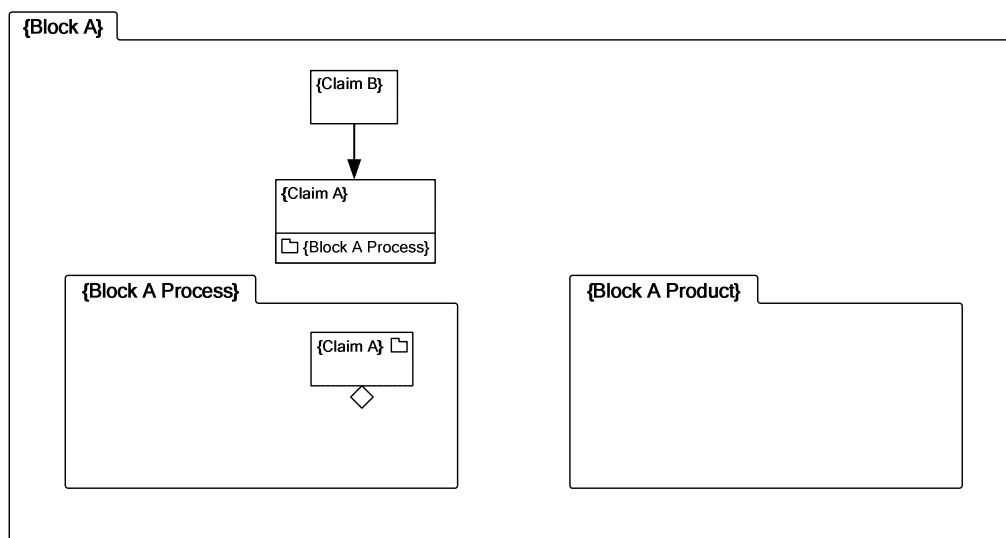 {Block A}
{Claim B}
{Claim A}
{Block A Process}
{Block A Process}
{Block A Product}
{Claim A}